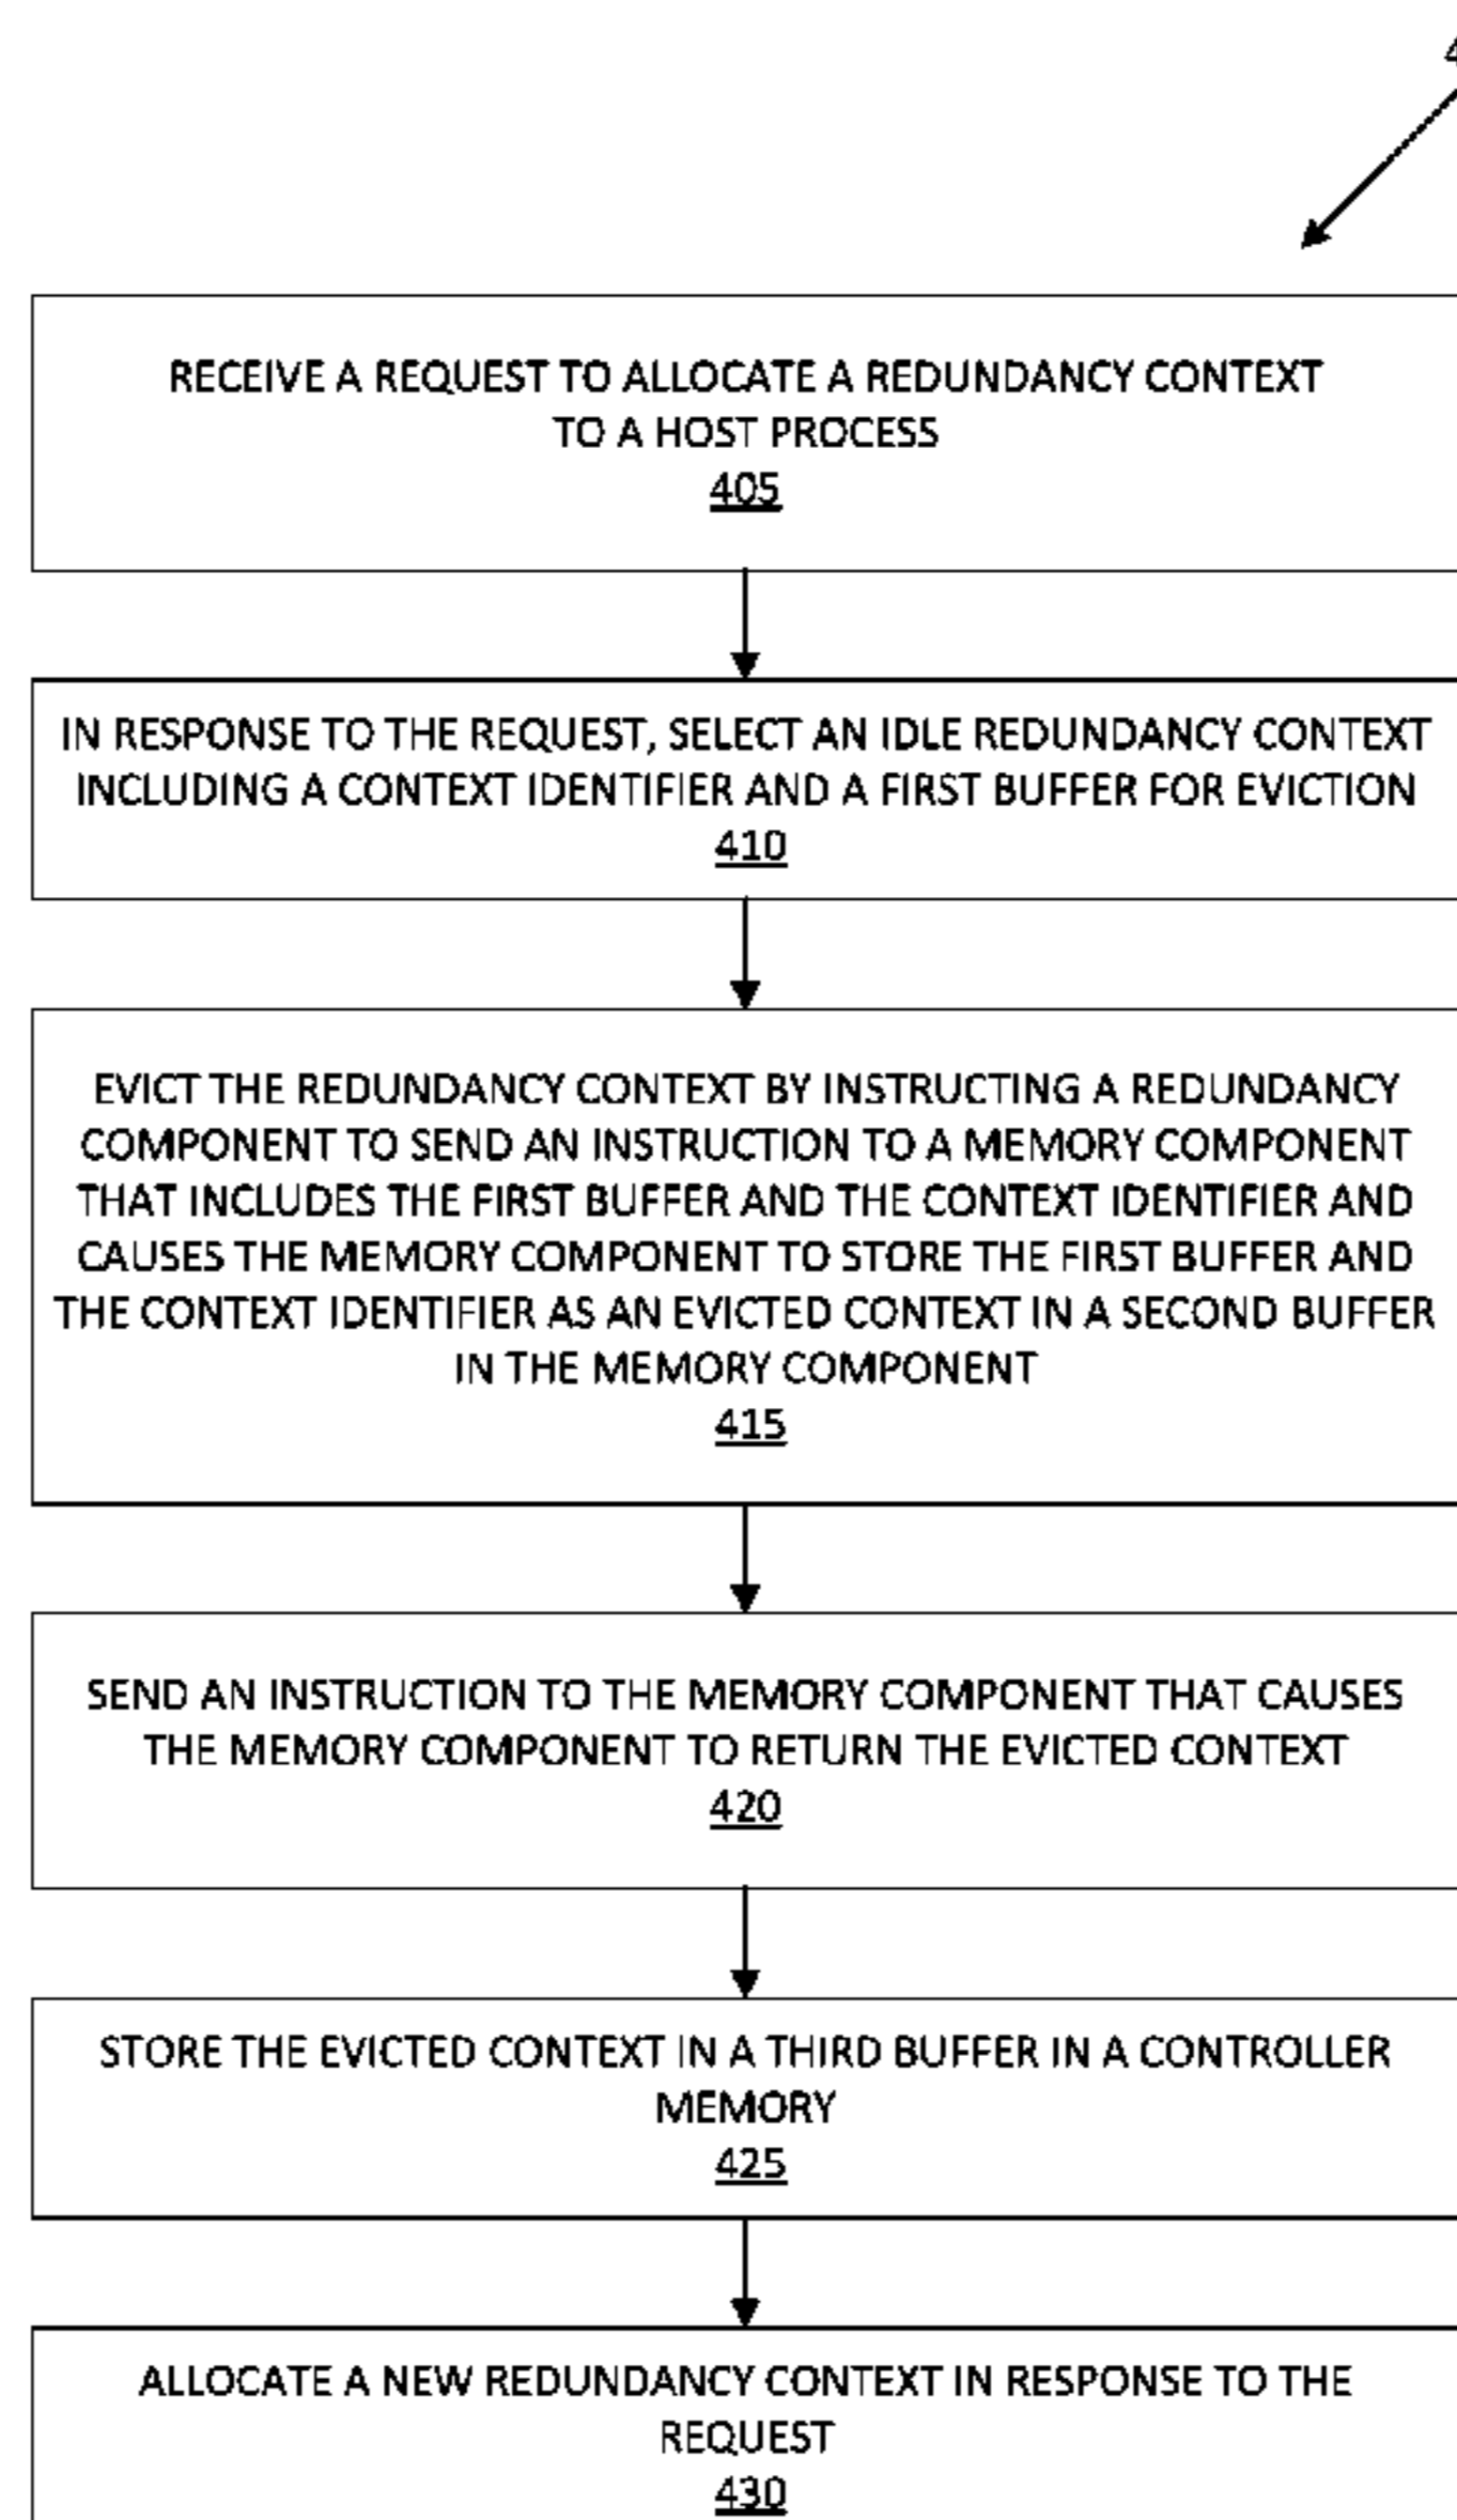 RECEIVE A REQUEST TO ALLOCATE A REDUNDANCY CONTEXT
TO A HOST PROCESS
405
IN RESPONSE TO THE REQUEST, SELECT AN IDLE REDUNDANCY CONTEXT
INCLUDING A CONTEXT IDENTIFIER AND A FIRST BUFFER FOR EVICTION
410
EVICT THE REDUNDANCY CONTEXT BY INSTRUCTING A REDUNDANCY
COMPONENT TO SEND AN INSTRUCTION TO A MEMORY COMPONENT
THAT INCLUDES THE FIRST BUFFER AND THE CONTEXT IDENTIFIER AND
CAUSES THE MEMORY COMPONENT TO STORE THE FIRST BUFFER AND
THE CONTEXT IDENTIFIER AS AN EVICTED CONTEXT IN A SECOND BUFFER
IN THE MEMORY COMPONENT
415
SEND AN INSTRUCTION TO THE MEMORY COMPONENT THAT CAUSES
THE MEMORY COMPONENT TO RETURN THE EVICTED CONTEXT
420
STORE THE EVICTED CONTEXT IN A THIRD BUFFER IN A CONTROLLER
MEMORY
425
ALLOCATE A NEW REDUNDANCY CONTEXT IN RESPONSE TO THE
REQUEST
430